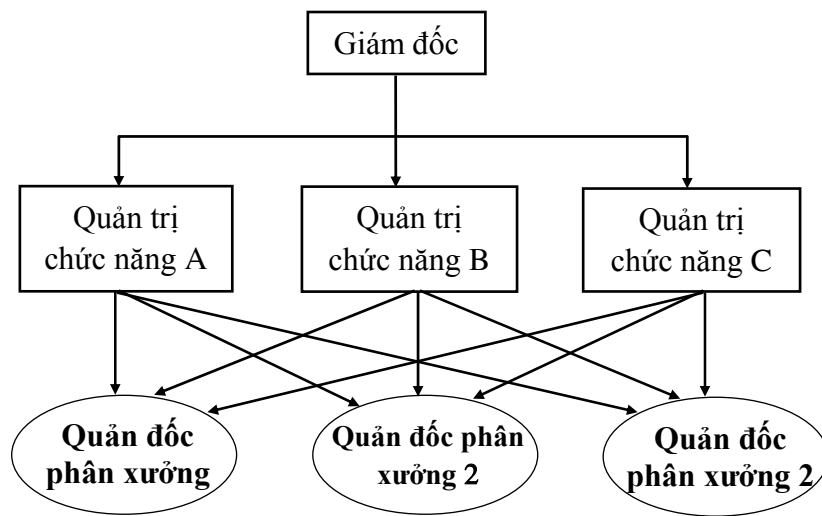 Giám đốc
Quản trị
chức năng A
Quản trị
chức năng B
Quản trị
chức năng C
Quản đốc
phân xưởng
Quản đốc phân
xưởng 2
Quản đốc
phân xưởng 2